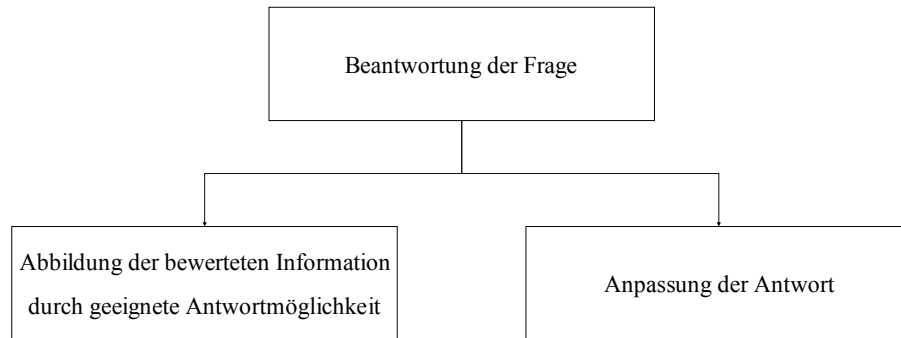 Beantwortung der Frage
Abbildung der bewerteten Information
durch geeignete Antwortmöglichkeit
Anpassung der Antwort